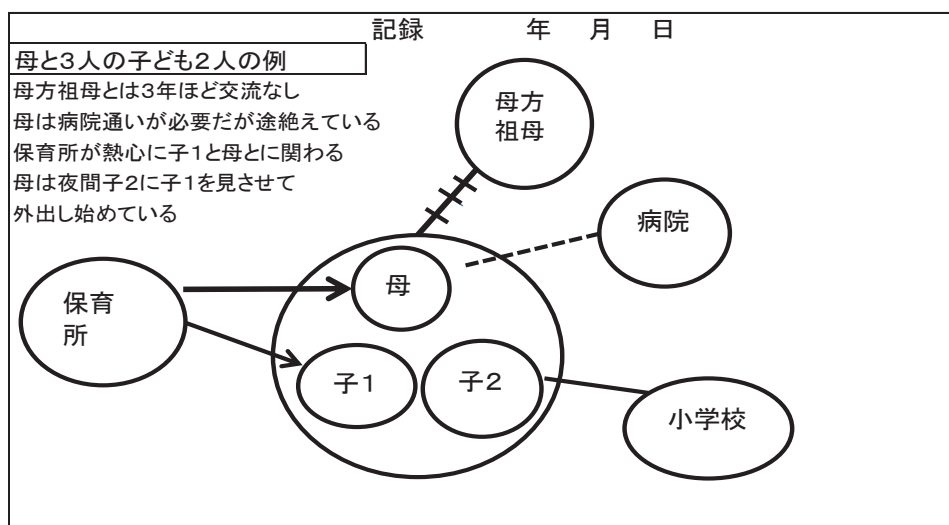 記録 年 月 日
母と３人の子ども２人の例
母方祖母とは３年ほど交流なし
母は病院通いが必要だが途絶えている
保育所が熱心に子１と母とに関わる
母は夜間子２に子１を見させて
外出し始めている
母方
祖母
病院
母
保育
所
子１
子２
小学校